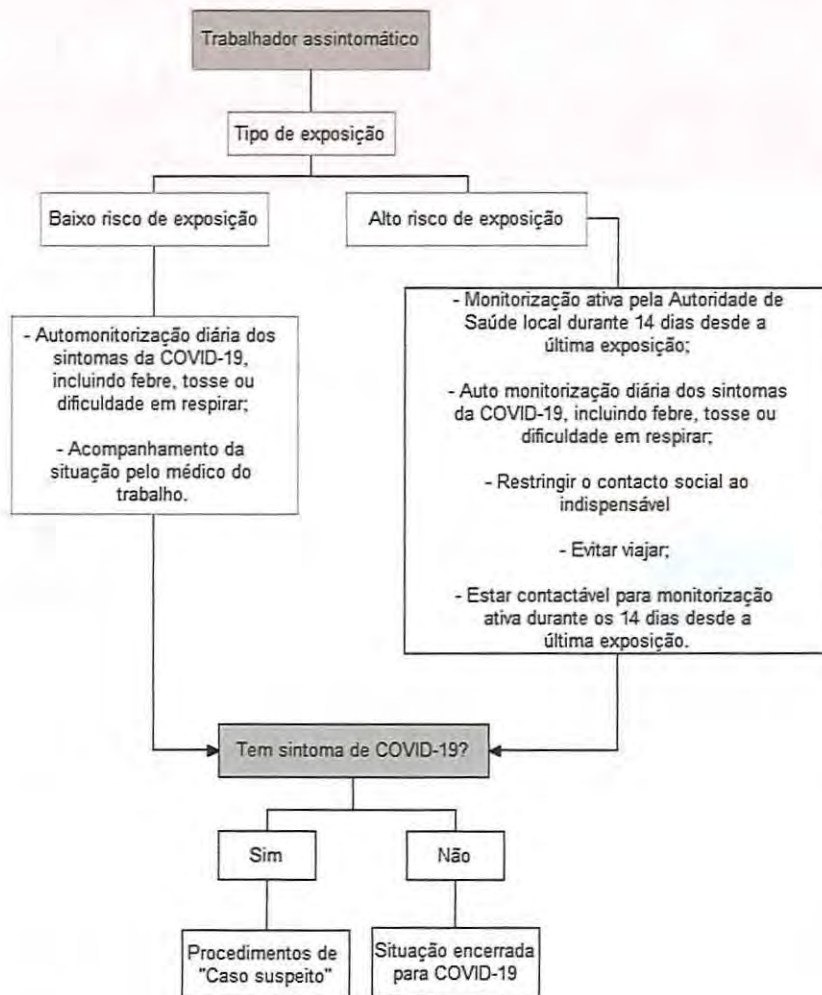 Trabalhador assintomático
Tipo de exposição
Baixo risco de exposição
Alto risco de exposição
- Automonitorização diária dos
sintomas da COVID-19,
incluindo febre, tosse ou
dificuldade em respirar;
- Acompanhamento da
situação pelo médico do
trabalho.
- Monitorização ativa pela Autoridade de
Saúde local durante 14 dias desde a
última exposição;
- Auto monitorização diária dos sintomas
da COVID-19, incluindo febre, tosse ou
dificuldade em respirar;
- Restringir o contacto social ao
indispensável
- Evitar viajar;
- Estar contactável para monitorização
ativa durante os 14 dias desde a
última exposição.
Tem sintoma de COVID-19?
Sim
Não
Procedimentos de
"Caso suspeito"
Situação encerrada
para COVID-19